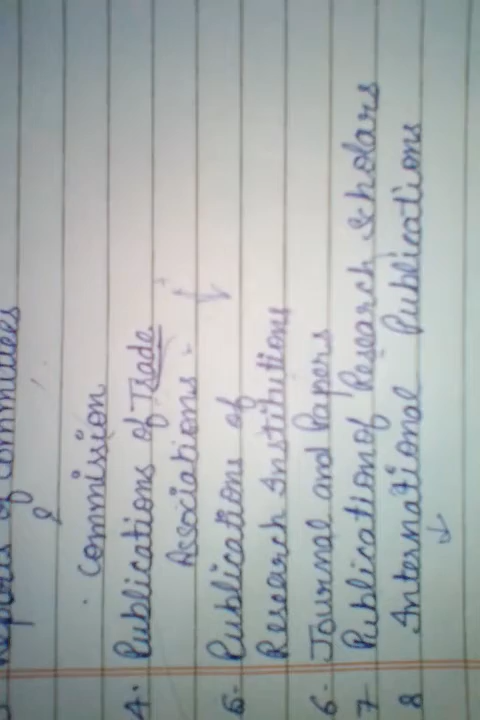 Reports of Committees
&
Commission
4. Publications of Trade
Associations
5. Publications of
Research Institutions
6. Journal and Papers
7 Publication of Research Scholars
8 International Publications